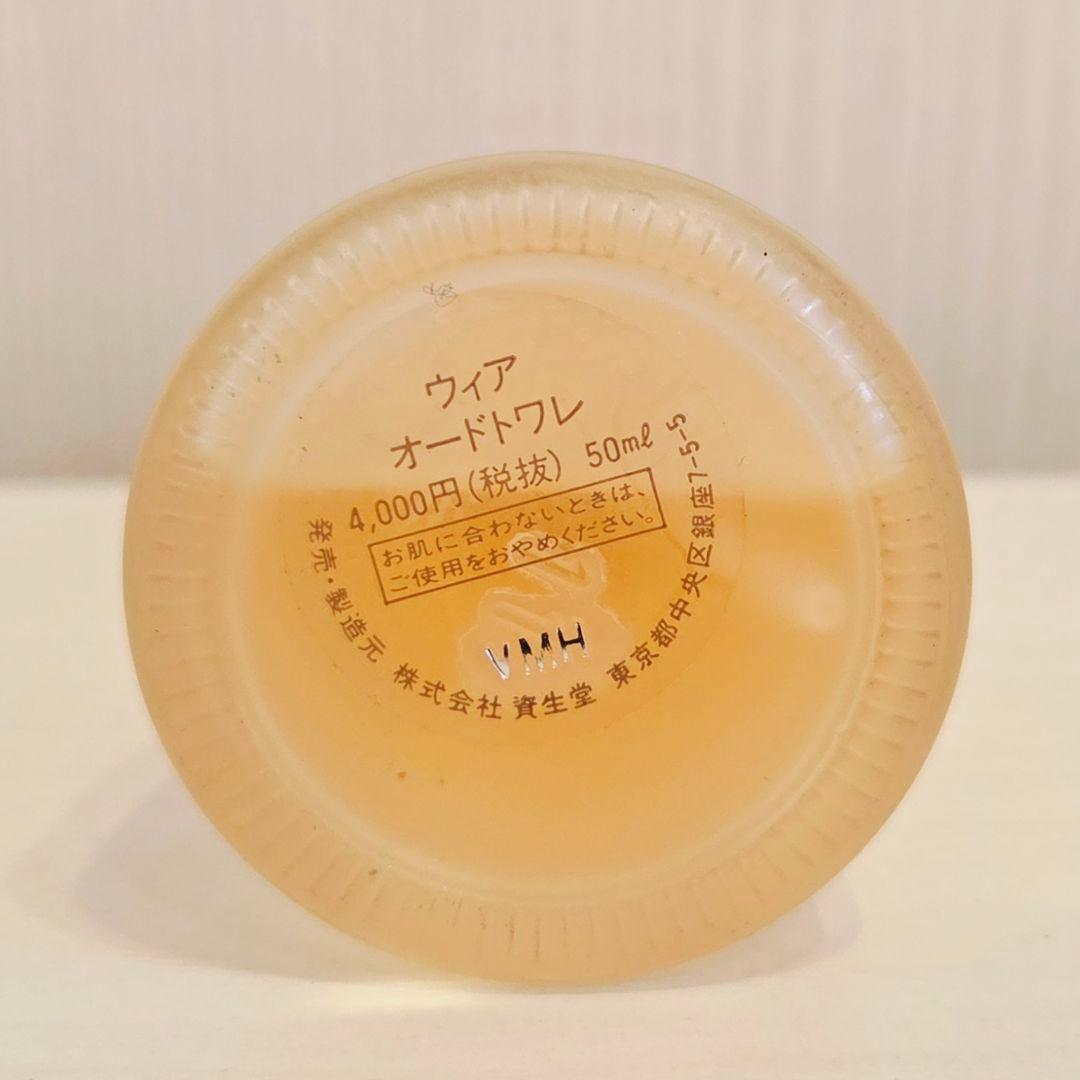 ウィア
オードトワレ
4,000円(税抜) 50ml
お肌に合わないときは、
ご使用をおやめください。
VMH
発売・製造元 株式会社 資生堂 東京都中央区銀座7-5-5